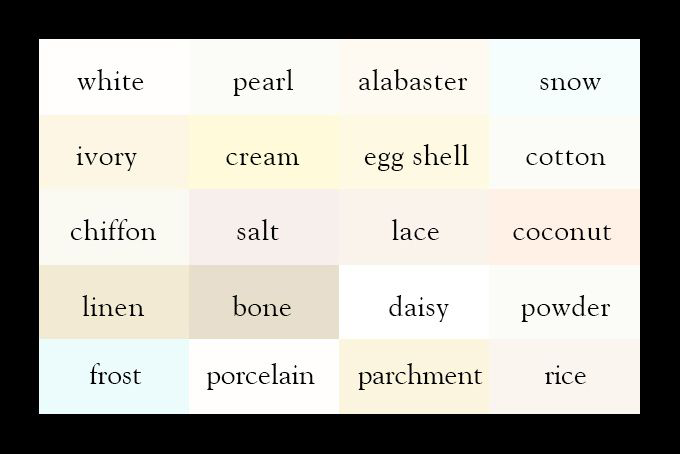 white pearl alabaster snow
ivory cream egg shell cotton
chiffon salt lace coconut
linen bone daisy powder
frost porcelain parchment rice